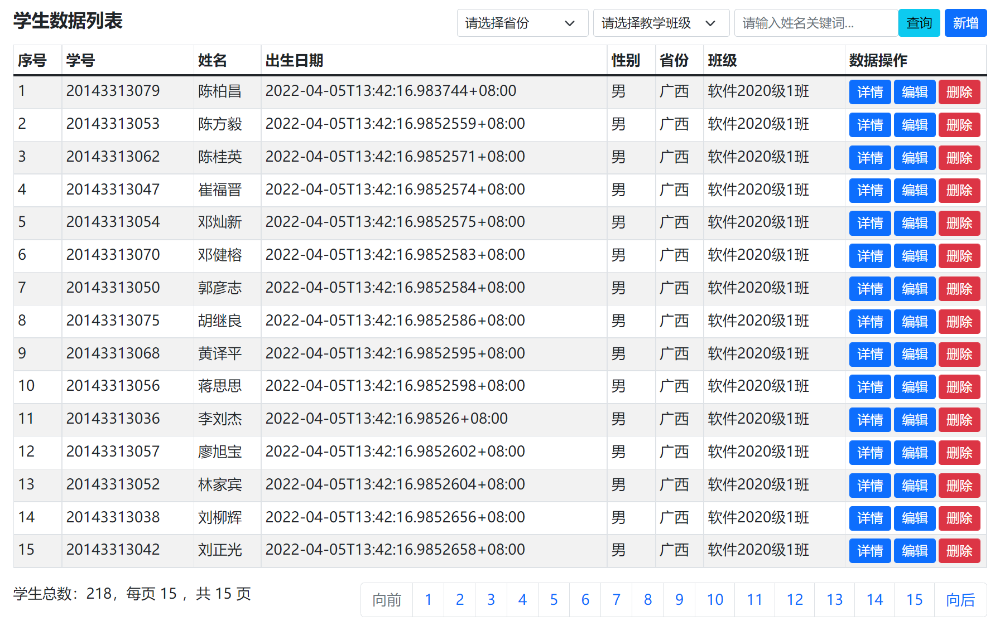 学生数据列表 请选择省份 请选择教学班级 请输入姓名关键词... 查询 新增
序号 学号 姓名 出生日期 性别 省份 班级 数据操作
1 20143313079 陈柏昌 2022-04-05T13:42:16.983744+08:00 男 广西 软件2020级1班 详情 编辑 删除
2 20143313053 陈方毅 2022-04-05T13:42:16.9852559+08:00 男 广西 软件2020级1班 详情 编辑 删除
3 20143313062 陈桂英 2022-04-05T13:42:16.9852571+08:00 男 广西 软件2020级1班 详情 编辑 删除
4 20143313047 崔福晋 2022-04-05T13:42:16.9852574+08:00 男 广西 软件2020级1班 详情 编辑 删除
5 20143313054 邓灿新 2022-04-05T13:42:16.9852575+08:00 男 广西 软件2020级1班 详情 编辑 删除
6 20143313070 邓健榕 2022-04-05T13:42:16.9852583+08:00 男 广西 软件2020级1班 详情 编辑 删除
7 20143313050 郭彦志 2022-04-05T13:42:16.9852584+08:00 男 广西 软件2020级1班 详情 编辑 删除
8 20143313075 胡继良 2022-04-05T13:42:16.9852586+08:00 男 广西 软件2020级1班 详情 编辑 删除
9 20143313068 黄译平 2022-04-05T13:42:16.9852595+08:00 男 广西 软件2020级1班 详情 编辑 删除
10 20143313056 蒋思思 2022-04-05T13:42:16.9852598+08:00 男 广西 软件2020级1班 详情 编辑 删除
11 20143313036 李刘杰 2022-04-05T13:42:16.98526+08:00 男 广西 软件2020级1班 详情 编辑 删除
12 20143313057 廖旭宝 2022-04-05T13:42:16.9852602+08:00 男 广西 软件2020级1班 详情 编辑 删除
13 20143313052 林家宾 2022-04-05T13:42:16.9852604+08:00 男 广西 软件2020级1班 详情 编辑 删除
14 20143313038 刘柳辉 2022-04-05T13:42:16.9852656+08:00 男 广西 软件2020级1班 详情 编辑 删除
15 20143313042 刘正光 2022-04-05T13:42:16.9852658+08:00 男 广西 软件2020级1班 详情 编辑 删除
学生总数：218，每页 15 ，共 15 页 向前 1 2 3 4 5 6 7 8 9 10 11 12 13 14 15 向后